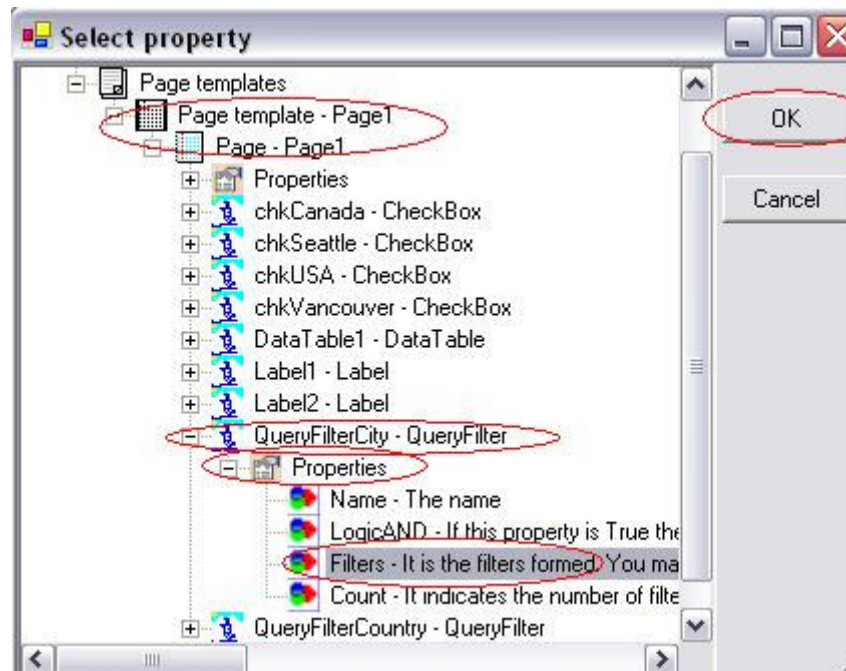 Select property
Page templates
Page template - Page1
Page - Page1
Properties
chkCanada - CheckBox
chkSeattle - CheckBox
chkUSA - CheckBox
chkVancouver - CheckBox
DataTable1 - DataTable
Label1 - Label
Label2 - Label
QueryFilterCity - QueryFilter
Properties
Name - The name
LogicAND - If this property is True the
Filters - It is the filters formed. You ma
Count - It indicates the number of filte
QueryFilterCountry - QueryFilter
OK
Cancel